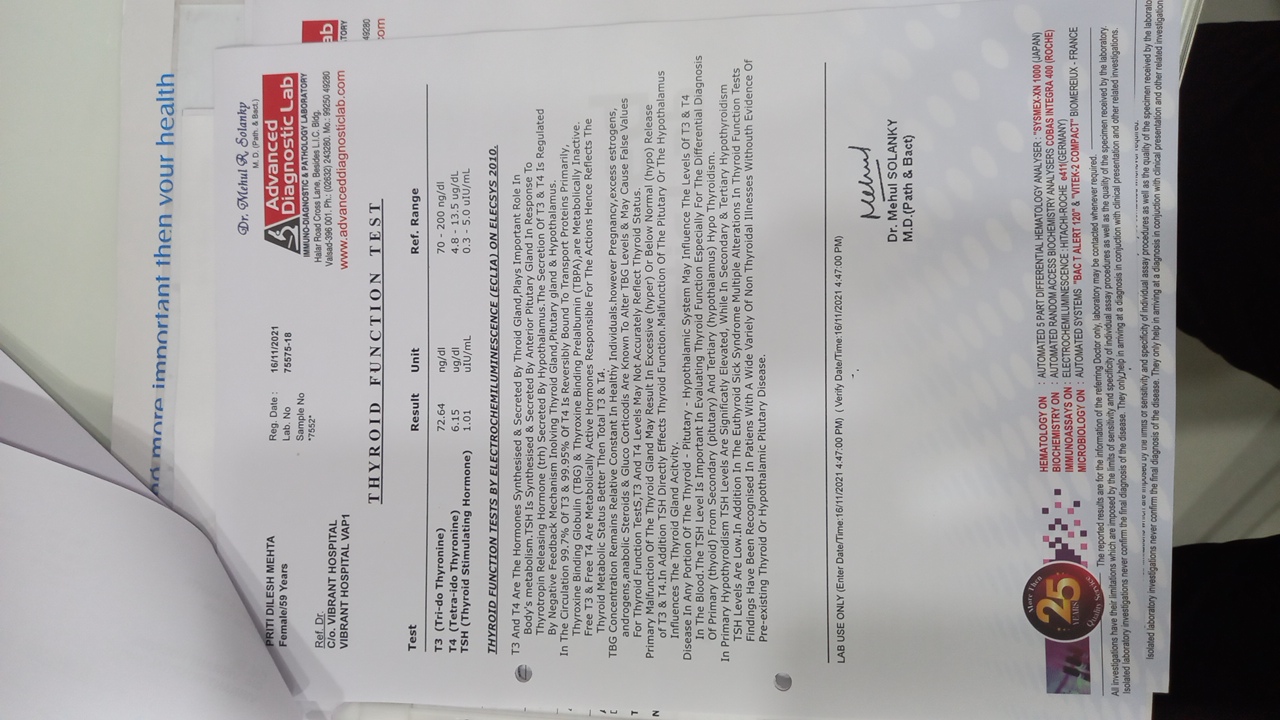 more important then your health
PRITI DILESH MEHTA
Female/59 Years
Ref. Dr.
C/o. VIBRANT HOSPITAL
VIBRANT HOSPITAL VAP1
Reg. Date : 16/11/2021
Lab. No 75575-18
Sample No
*7552*
Dr. Mehul R. Solanky
M. D. (Path. & Bact.)
Advanced
Diagnostic Lab
IMMUNO-DIAGNOSTIC & PATHOLOGY LABORATORY
Halar Road Cross Lane, Besides L.I.C. Bldg.
Valsad-396 001. Ph.: (02632) 243280. Mo.: 99250 49280
www.advanceddiagnosticlab.com
ab
TORY
49280
com
THYROID FUNCTION TEST
Test Result Unit Ref. Range
T3 (Tri-do Thyronine) 72.64 ng/dl 70 - 200 ng/dl
T4 (Tetra-ido Thyronine) 6.15 ug/dl 4.8 - 13.5 ug/dL
TSH (Thyroid Stimulating Hormone) 1.01 uIU/mL 0.3 - 5.0 uIU/mL
THYROID FUNCTION TESTS BY ELECTROCHEMILUMINESCENCE (ECLIA) ON ELECSYS 2010.
T3 And T4 Are The Hormones Synthesised & Secreted By Throid Gland,Plays Important Role In
Body's metabolism.TSH Is Synthesised & Secreted By Anterior Pitutary Gland In Response To
Thyrotropin Releasing Hormone (trh) Secreted By Hypothalamus.The Secretion Of T3 & T4 Is Regulated
By Negative Feedback Mechanism Inolving Thyroid Gland,Pitutary gland & Hypothalamus.
In The Circulation 99.7% Of T3 & 99.95% Of T4 Is Reversibly Bound To Transport Proteins Primarily,
Thyroxine Binding Globulin (TBG) & Thyroxine Binding Prelalbumin (TBPA),are Metabolically Inactive.
Free T3 & Free T4 Are Metabolically Active Hormones Responsible For The Actions Hence Reflects The
Thyroid Metabolic Status Better Then Total T3 & T4.
TBG Concentration Remains Relative Constant In Healthy Individuals.however Pregnancy,excess estrogens,
androgens,anabolic Steroids & Gluco Corticodis Are Known To Alter TBG Levels & May Cause False Values
For Thyroid Function TestS,T3 And T4 Levels May Not Accurately Reflect Thyroid Status.
Primary Malfunction Of The Thyroid Gland May Result In Excessive (hyper) Or Below Normal (hypo) Release
of T3 & T4.In Addition TSH Directly Effects Thyroid Function.Malfunction Of The Pitutary Or The Hypothalamus
Influences The Thyroid Gland Acitvity.
Disease In Any Portion Of The Thyroid - Pitutary - Hypothalamic System May Influence The Levels Of T3 & T4
In The Blood.The TSH Level Is Important In Evaluating Thyroid Function Especially For The Differential Diagnosis
Of Primary (thyoid) From Secondary (pitutary) And Tertiary (hypothalamus) Hypo Thyroidism.
In Primary Hypothyroidism TSH Levels Are Significatly Elevated, While In Secondary & Tertiary Hypothyroidism
TSH Levels Are Low.In Addition In The Euthyroid Sick Syndrome Multiple Alterations In Thyroid Function Tests
Findings Have Been Recognised In Patiens With A Wide Variely Of Non Thyroidal Illnesses Withouth Evidence Of
Pre-existing Thyroid Or Hypothalamic Pitutary Disease.
LAB USE ONLY (Enter Date/Time:16/11/2021 4:47:00 PM) ( Verify Date/Time:16/11/2021 4:47:00 PM)
Mehul
Dr. Mehul SOLANKY
M.D.(Path & Bact)
More Then
25
YEARS
Quality Service
HEMATOLOGY ON : AUTOMATED 5 PART DIFFERENTIAL HEMATOLOGY ANALYSER : "SYSMEX-XN 1000 (JAPAN)
BIOCHEMISTRY ON : AUTOMATED RANDOM ACCESS BIOCHEMISTRY ANALYSERS COBAS INTEGRA 400 (ROCHE)
IMMUNOASSAYS ON : ELECTROCHEMILUMINESCENCE : HITACHI-ROCHE e411(GERMANY)
MICROBIOLOGY ON : AUTOMATED SYSTEMS "BAC T ALERT 120" & "VITEK-2 COMPACT" BIOMEREIUX - FRANCE
The reported results are for the information of the referring Doctor only, laboratory may be contacted whenever required.
All investigations have their limitations which are imposed by the limits of sensitivity and specificity of individual assay procedures as well as the quality of the specimen received by the laboratory.
Isolated laboratory investigations never confirm the final diagnosis of the disease. They only help in arriving at a diagnosis in conjuction with clinical presentation and other related investigations.
which are imposed by the limits of sensitivity and specificity of individual assay procedures as well as the quality of the specimen received by the laborato
Isolated laboratory investigations never confirm the final diagnosis of the disease. They only help in arriving at a diagnosis in conjuction with clinical presentation and other related investigation